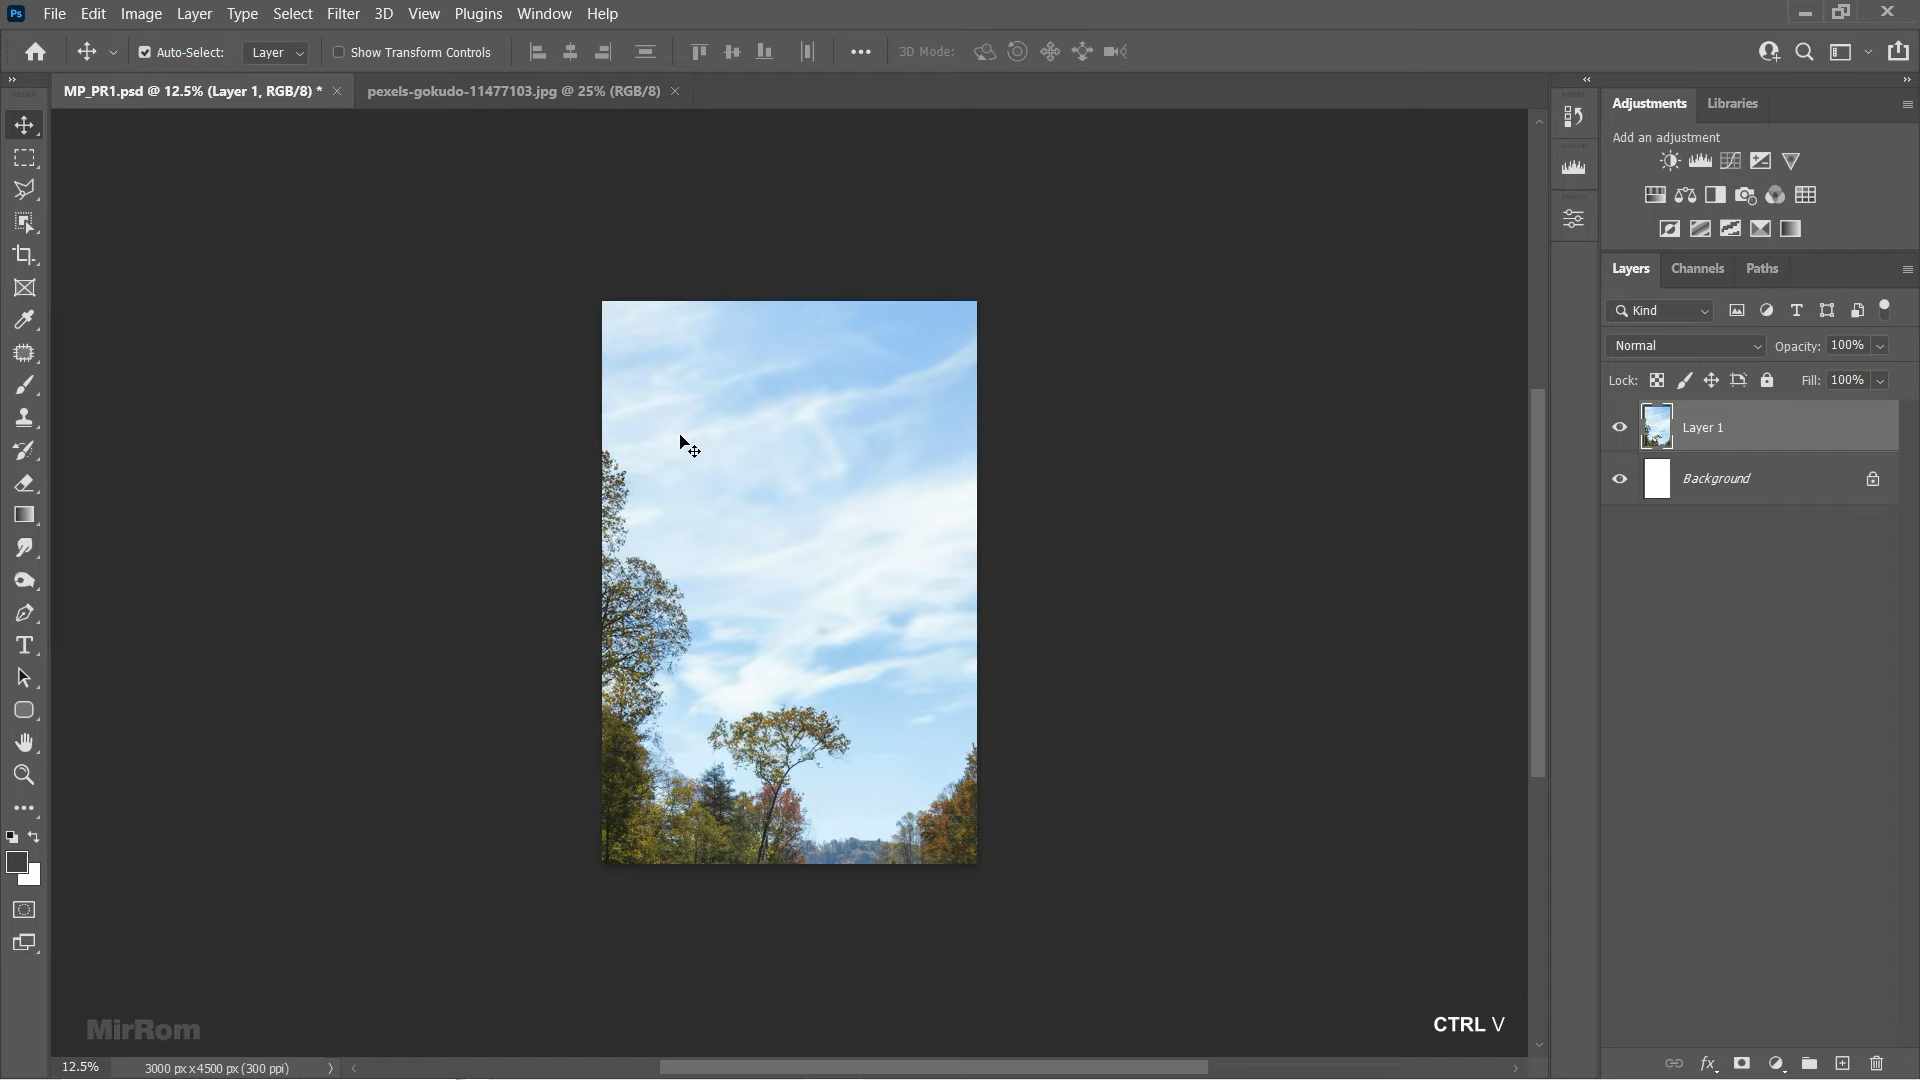 Ps File Edit Image Layer Type Select Filter 3D View Plugins Window Help
Auto-Select: Layer Show Transform Controls 3D Mode:
MP_PR1.psd @ 12.5% (Layer 1, RGB/8) * pexels-gokudo-11477103.jpg @ 25% (RGB/8)
Adjustments Libraries
Add an adjustment
Layers Channels Paths
Kind
Normal Opacity: 100%
Lock: Fill: 100%
Layer 1
Background
MirRom
CTRL V
12.5% 3000 px x 4500 px (300 ppi)
fx